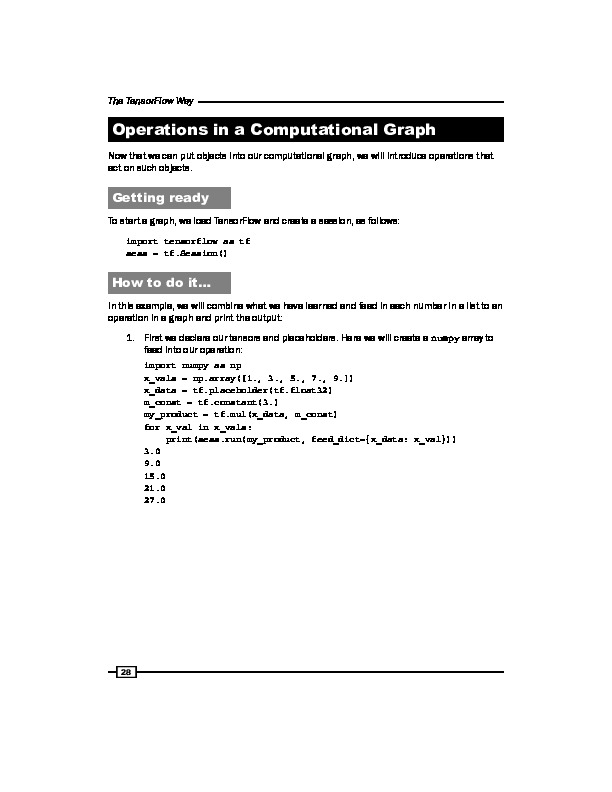 The TensorFlow Way
Operations in a Computational Graph
Now that we can put objects into our computational graph, we will introduce operations that
act on such objects.
Getting ready
To start a graph, we load TensorFlow and create a session, as follows:
import tensorflow as tf
sess = tf.Session()
How to do it…
In this example, we will combine what we have learned and feed in each number in a list to an
operation in a graph and print the output:
1. First we declare our tensors and placeholders. Here we will create a numpy array to
feed into our operation:
import numpy as np
x_vals = np.array([1., 3., 5., 7., 9.])
x_data = tf.placeholder(tf.float32)
m_const = tf.constant(3.)
my_product = tf.mul(x_data, m_const)
for x_val in x_vals:
    print(sess.run(my_product, feed_dict={x_data: x_val}))
3.0
9.0
15.0
21.0
27.0
28